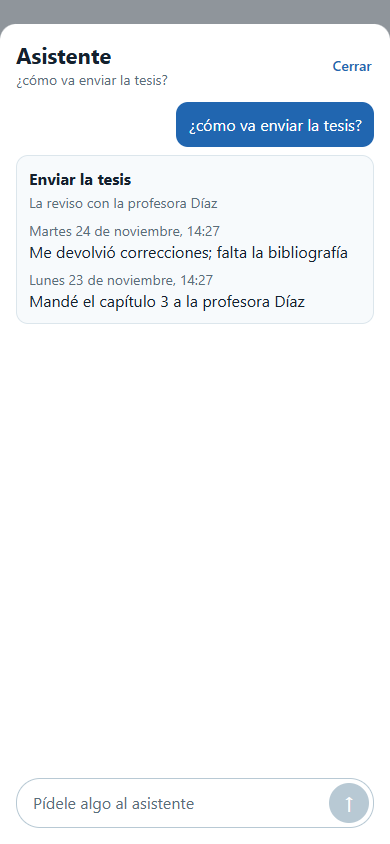 Asistente
¿cómo va enviar la tesis?
Cerrar
¿cómo va enviar la tesis?
Enviar la tesis
La reviso con la profesora Díaz
Martes 24 de noviembre, 14:27
Me devolvió correcciones; falta la bibliografía
Lunes 23 de noviembre, 14:27
Mandé el capítulo 3 a la profesora Díaz
Pídele algo al asistente
↑